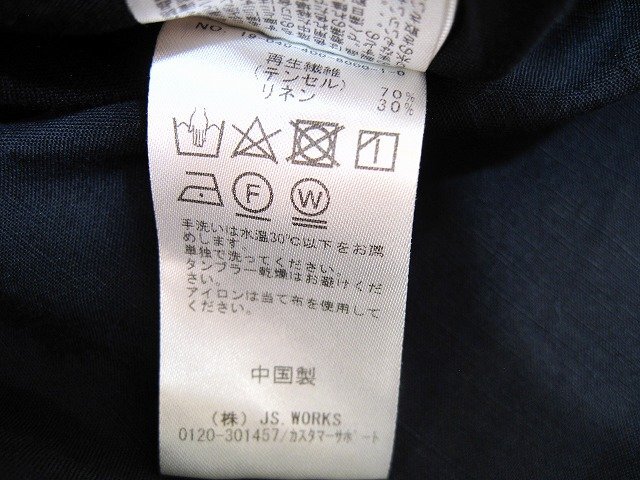 再生繊維
(テンセル) 70%
リネン 30%
F
W
手洗いは水温30℃以下をお薦
めします。
単独で洗ってください。
タンブラー乾燥はお避けくだ
さい。
アイロンは当て布を使用して
ください。
中国製
(株) JS.WORKS
0120-301457/カスタマーサポート